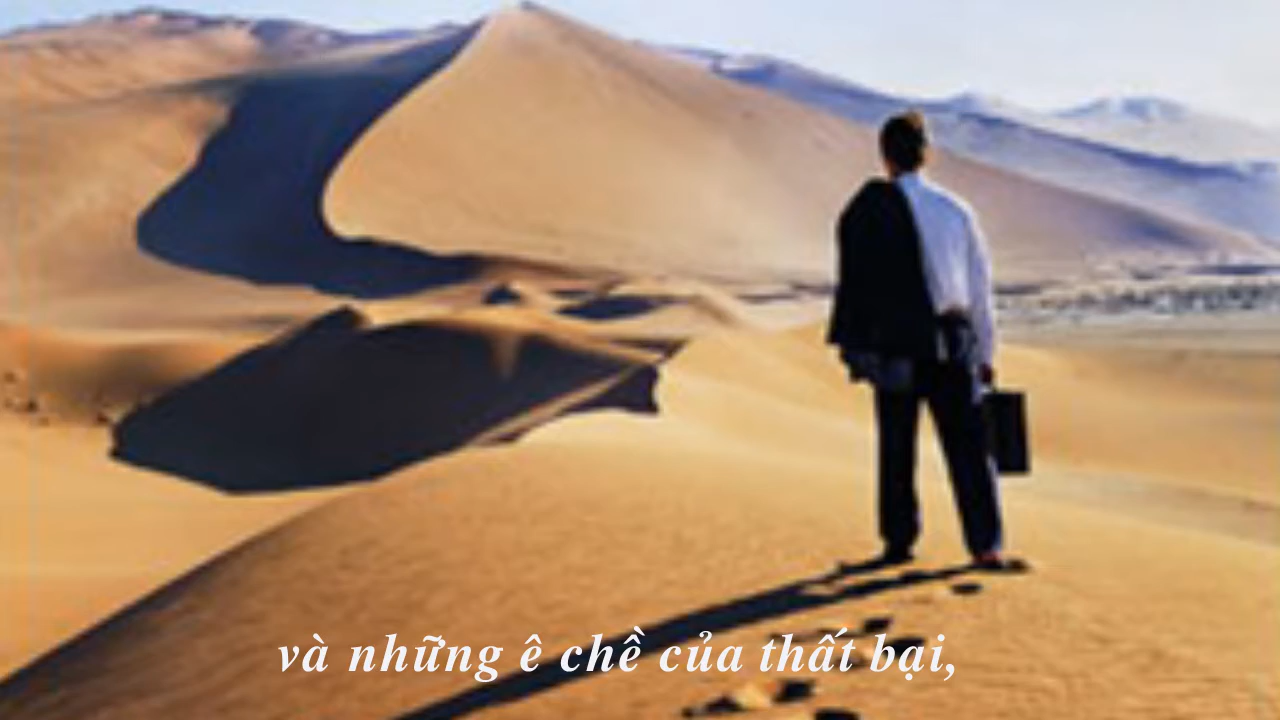 và những ê chề của thất bại,